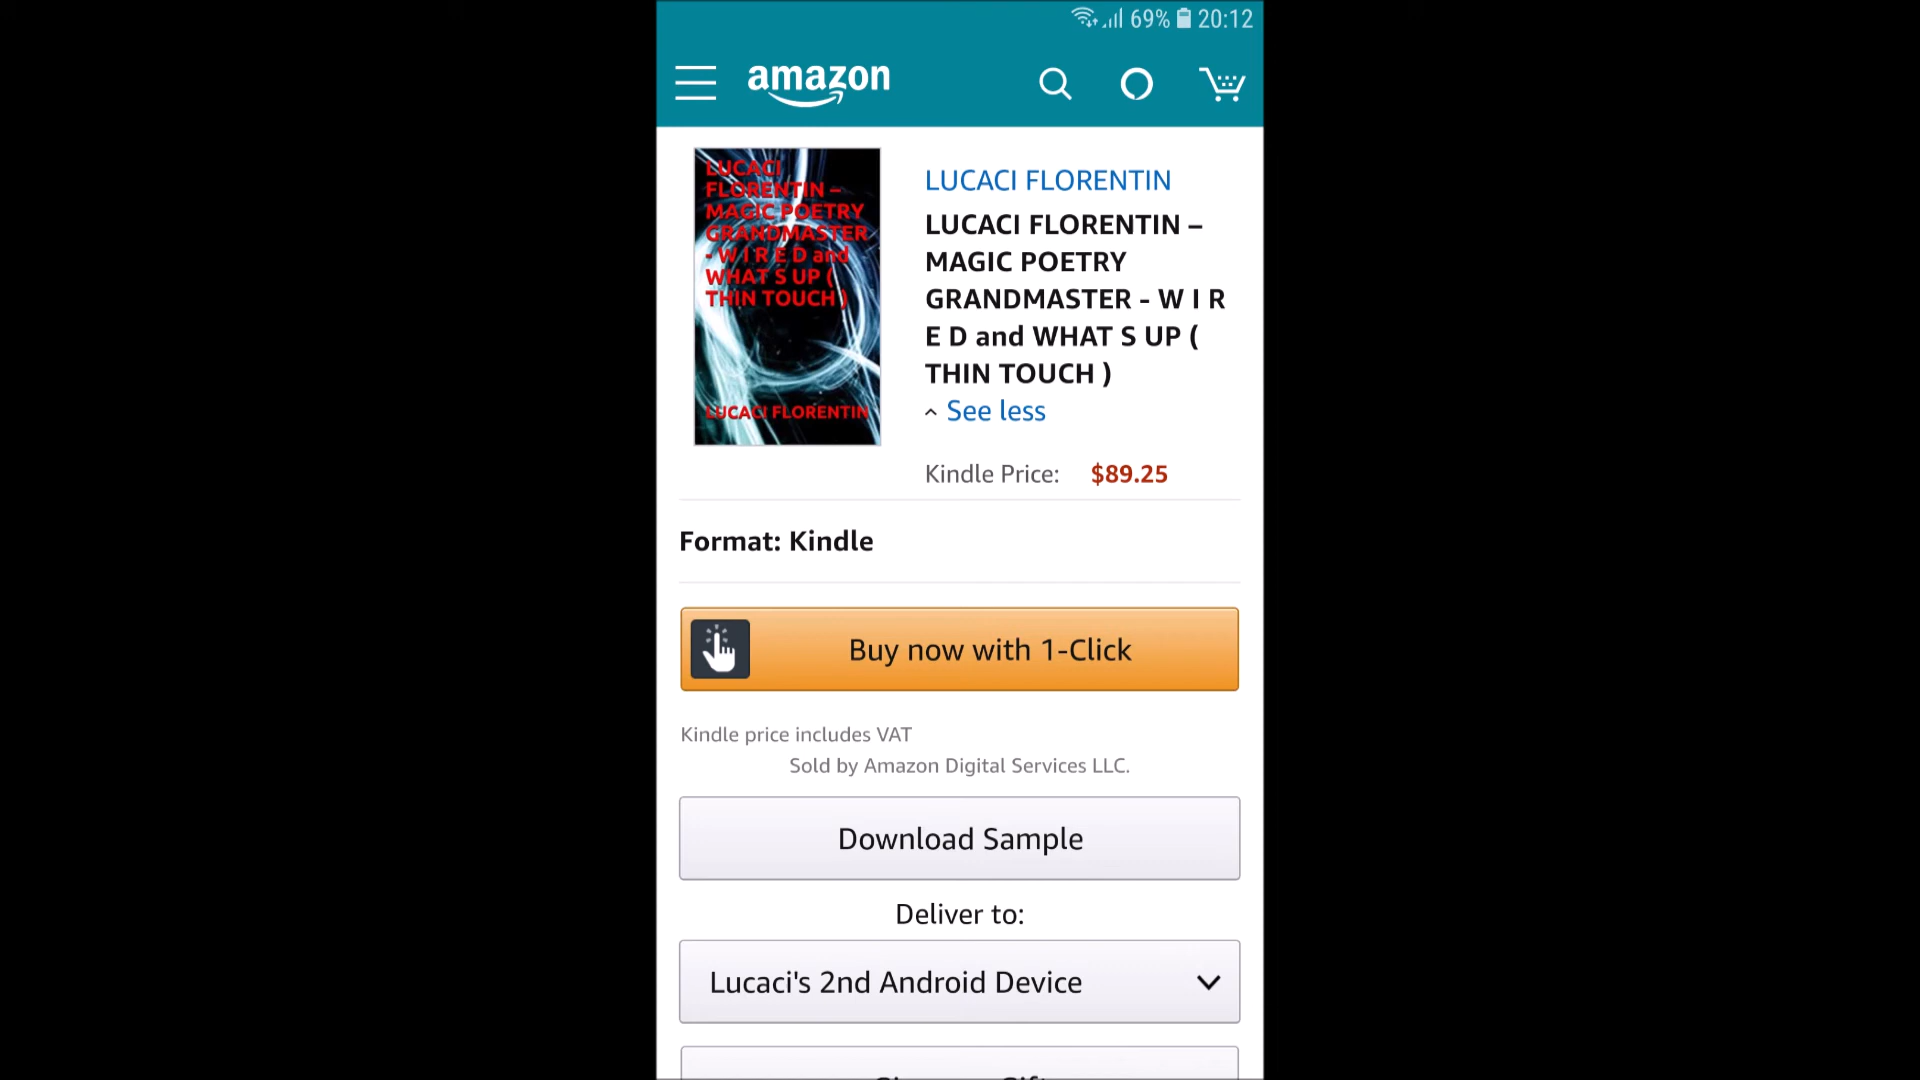 69% 20:12
amazon
LUCACI
FLORENTIN –
MAGIC POETRY
GRANDMASTER
- W I R E D and
WHAT S UP (
THIN TOUCH )
LUCACI FLORENTIN
LUCACI FLORENTIN
LUCACI FLORENTIN –
MAGIC POETRY
GRANDMASTER - W I R
E D and WHAT S UP (
THIN TOUCH )
See less
Kindle Price: $89.25
Format: Kindle
Buy now with 1-Click
Kindle price includes VAT
Sold by Amazon Digital Services LLC.
Download Sample
Deliver to:
Lucaci's 2nd Android Device